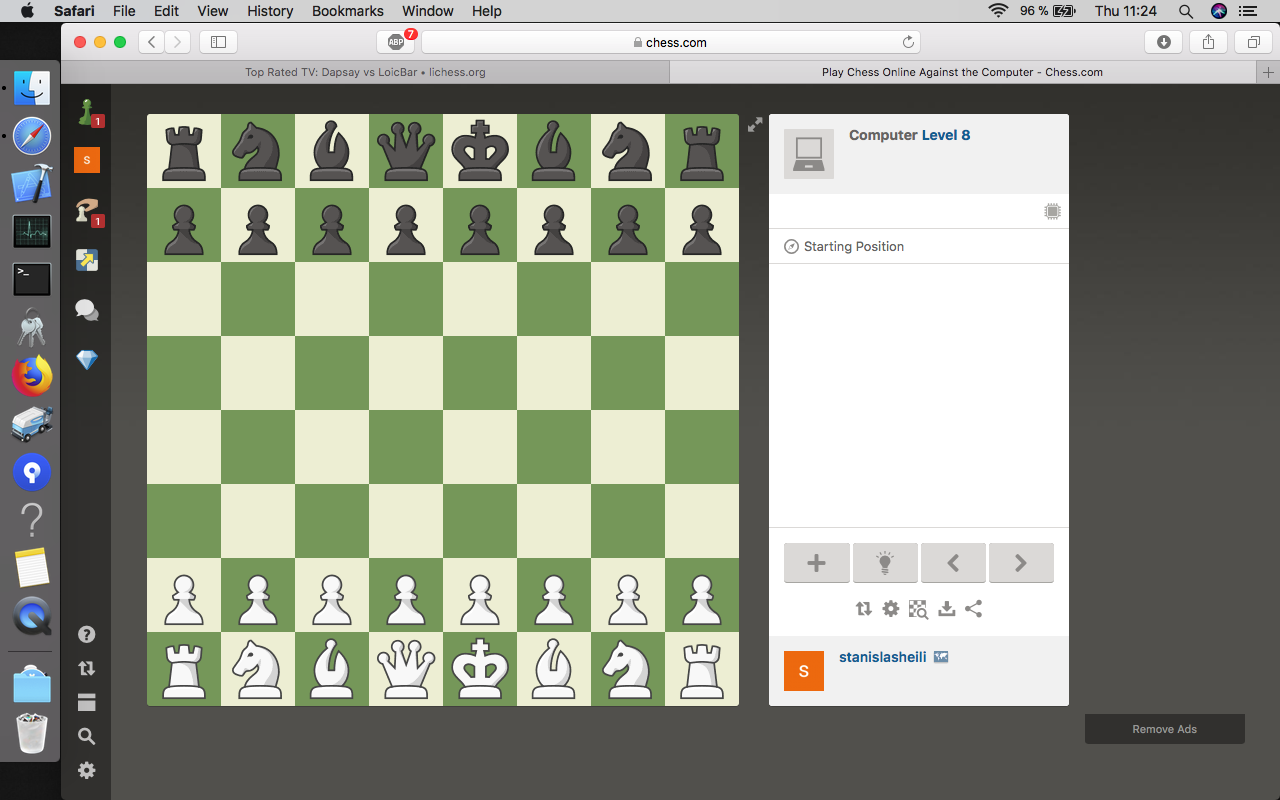 Safari File Edit View History Bookmarks Window Help 96 % Thu 11:24
ABP 7 chess.com
Top Rated TV: Dapsay vs LoicBar • lichess.org Play Chess Online Against the Computer - Chess.com
1
S
1
>_
Computer Level 8
Starting Position
?
S stanislasheili
Remove Ads